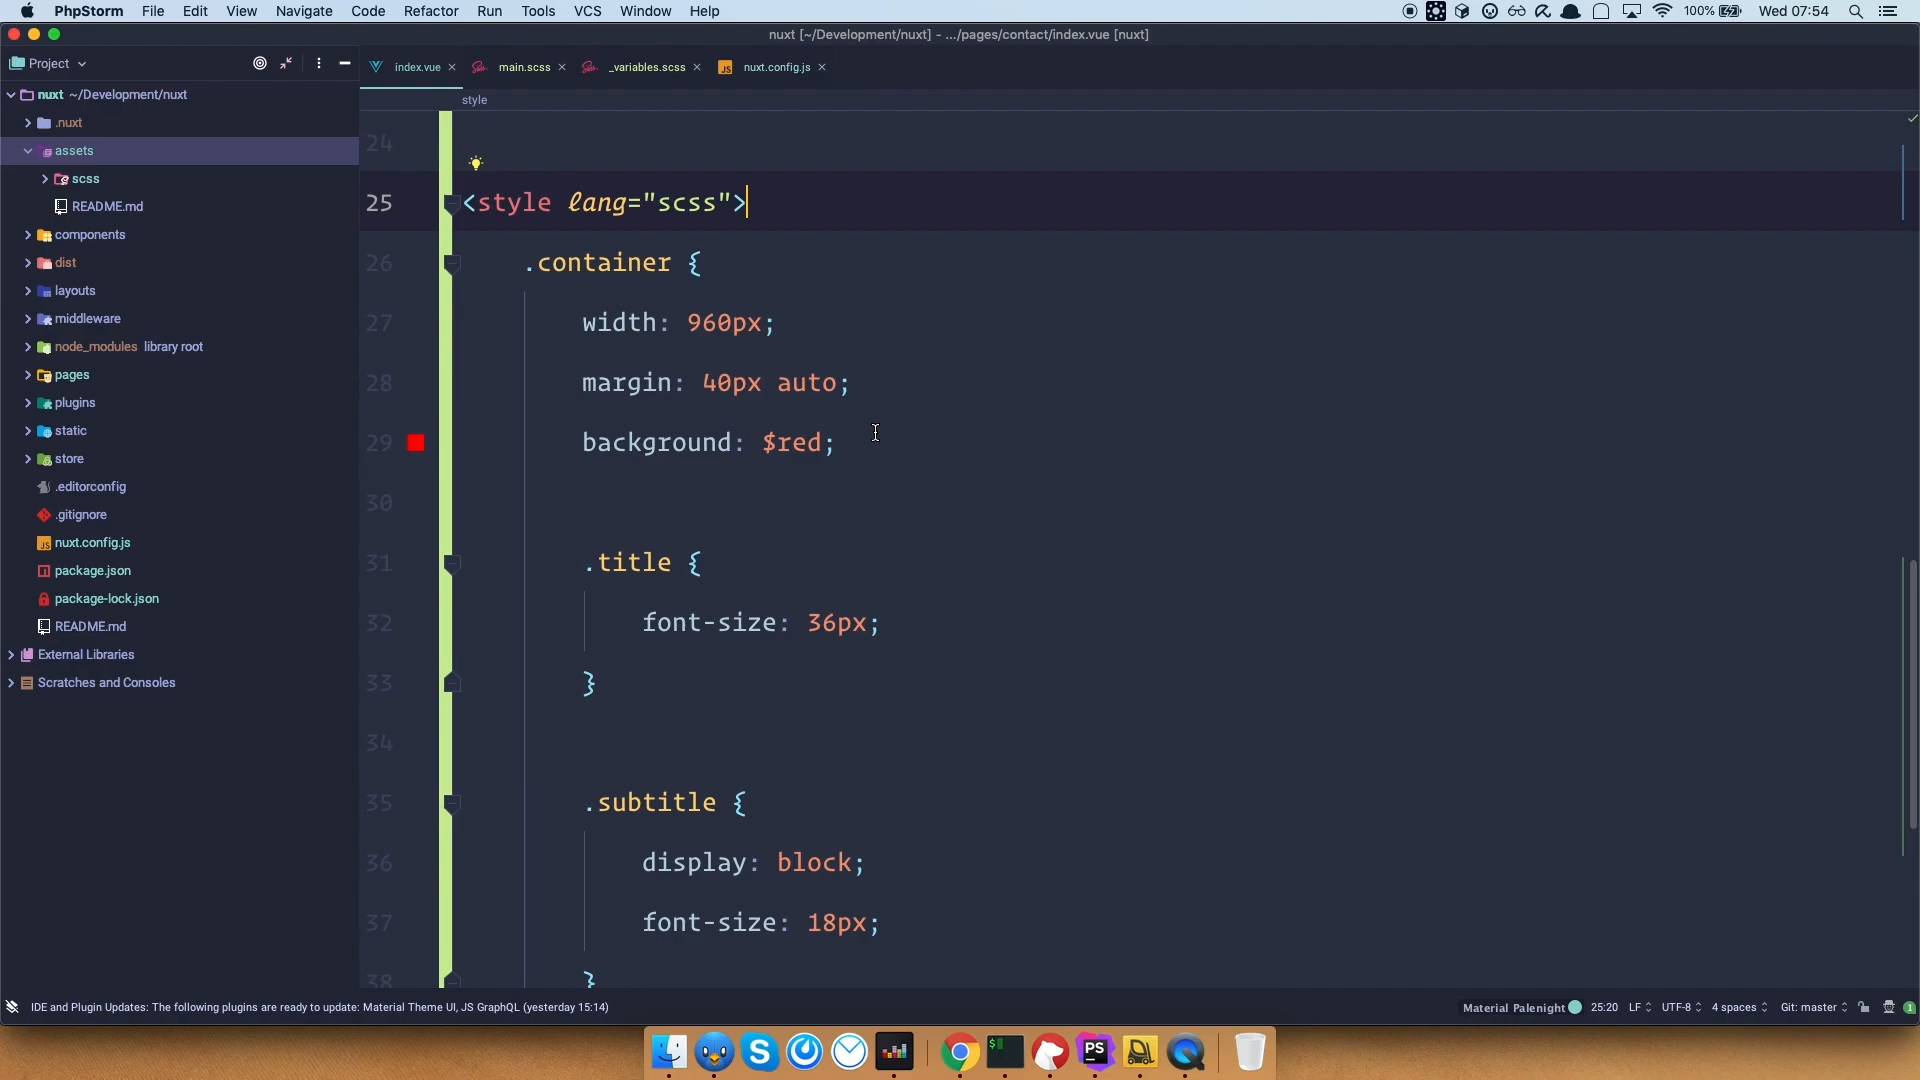 PhpStorm File Edit View Navigate Code Refactor Run Tools VCS Window Help 100% Wed 07:54
nuxt [~/Development/nuxt] - .../pages/contact/index.vue [nuxt]
Project index.vue main.scss _variables.scss JS nuxt.config.js
style
nuxt ~/Development/nuxt
.nuxt
assets
scss
README.md
components
dist
layouts
middleware
node_modules library root
pages
plugins
static
store
.editorconfig
.gitignore
JS nuxt.config.js
package.json
package-lock.json
README.md
External Libraries
Scratches and Consoles
24
25 <style lang="scss">
26 .container {
27 width: 960px;
28 margin: 40px auto;
29 background: $red;
30
31 .title {
32 font-size: 36px;
33 }
34
35 .subtitle {
36 display: block;
37 font-size: 18px;
38 }
IDE and Plugin Updates: The following plugins are ready to update: Material Theme UI, JS GraphQL (yesterday 15:14) Material Palenight 25:20 LF UTF-8 4 spaces Git: master 1
S $ PS